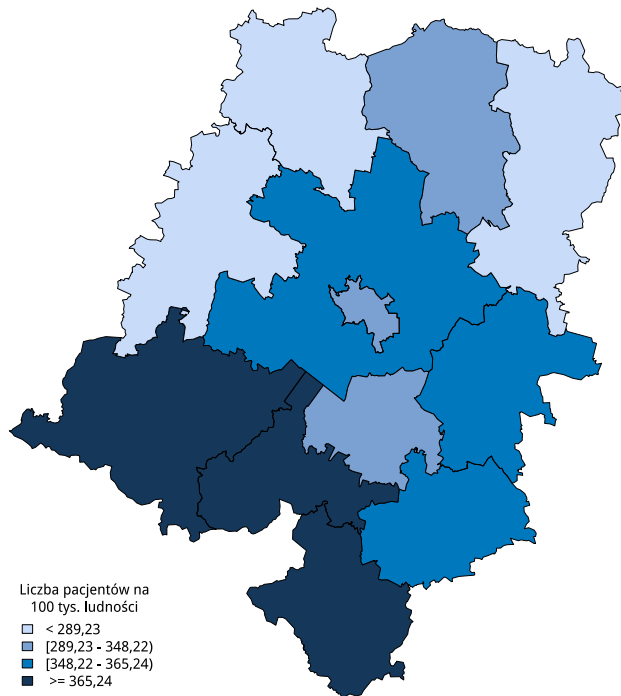 Liczba pacjentów na
100 tys. ludności
< 289,23
[289,23 - 348,22)
[348,22 - 365,24)
>= 365,24